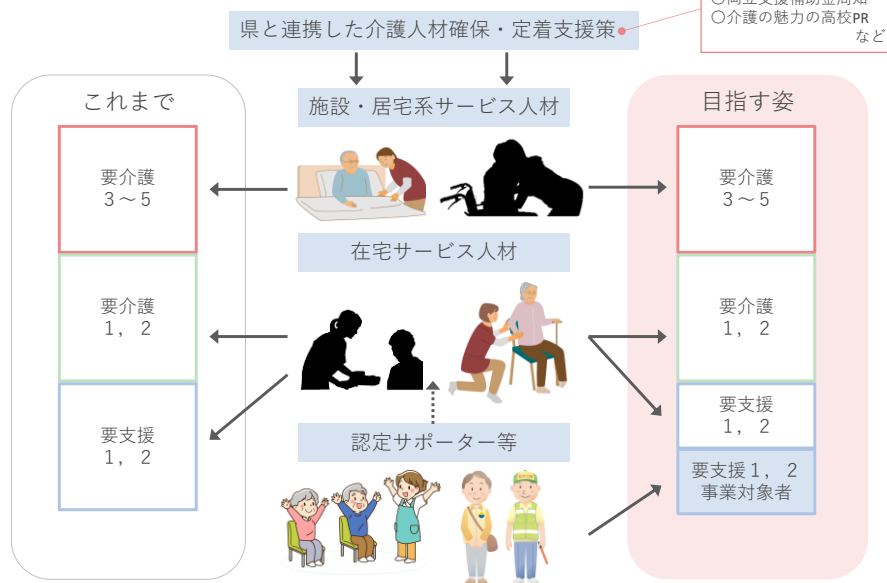 県と連携した介護人材確保・定着支援策
〇介護の魅力の高校PR
など
これまで
施設・居宅系サービス人材
目指す姿
要介護
3～5
要介護
3～5
在宅サービス人材
要介護
1, 2
要介護
1, 2
要支援
1, 2
要支援
1, 2
認定サポーター等
要支援1, 2
事業対象者